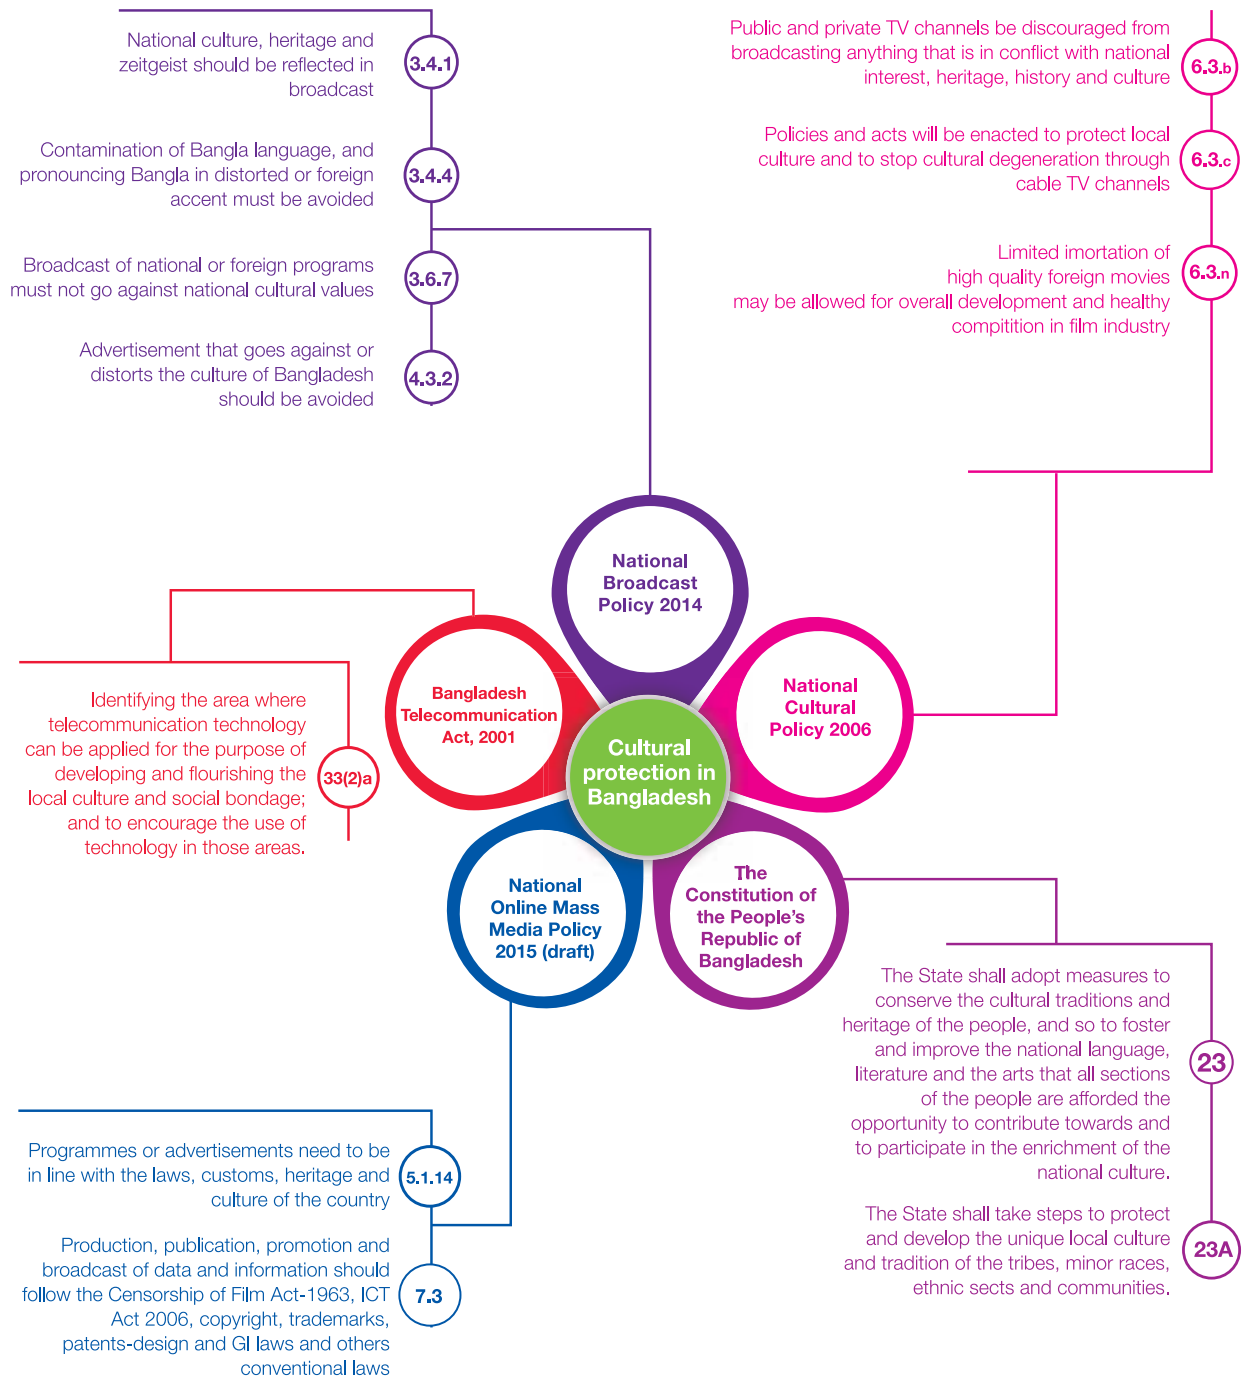 National culture, heritage and
zeitgeist should be reflected in
broadcast
3.4.1
Contamination of Bangla language, and
pronouncing Bangla in distorted or foreign
accent must be avoided
3.4.4
Broadcast of national or foreign programs
must not go against national cultural values
3.6.7
Advertisement that goes against or
distorts the culture of Bangladesh
should be avoided
4.3.2
Public and private TV channels be discouraged from
broadcasting anything that is in conflict with national
interest, heritage, history and culture
6.3.b
Policies and acts will be enacted to protect local
culture and to stop cultural degeneration through
cable TV channels
6.3.c
Limited imortation of
high quality foreign movies
may be allowed for overall development and healthy
compitition in film industry
6.3.n
National
Broadcast
Policy 2014
Bangladesh
Telecommunication
Act, 2001
National
Cultural
Policy 2006
Cultural
protection in
Bangladesh
National
Online Mass
Media Policy
2015 (draft)
The
Constitution of
the People's
Republic of
Bangladesh
Identifying the area where
telecommunication technology
can be applied for the purpose of
developing and flourishing the
local culture and social bondage;
and to encourage the use of
technology in those areas.
33(2)a
The State shall adopt measures to
conserve the cultural traditions and
heritage of the people, and so to foster
and improve the national language,
literature and the arts that all sections
of the people are afforded the
opportunity to contribute towards and
to participate in the enrichment of the
national culture.
23
The State shall take steps to protect
and develop the unique local culture
and tradition of the tribes, minor races,
ethnic sects and communities.
23A
Programmes or advertisements need to be
in line with the laws, customs, heritage and
culture of the country
5.1.14
Production, publication, promotion and
broadcast of data and information should
follow the Censorship of Film Act-1963, ICT
Act 2006, copyright, trademarks,
patents-design and GI laws and others
conventional laws
7.3